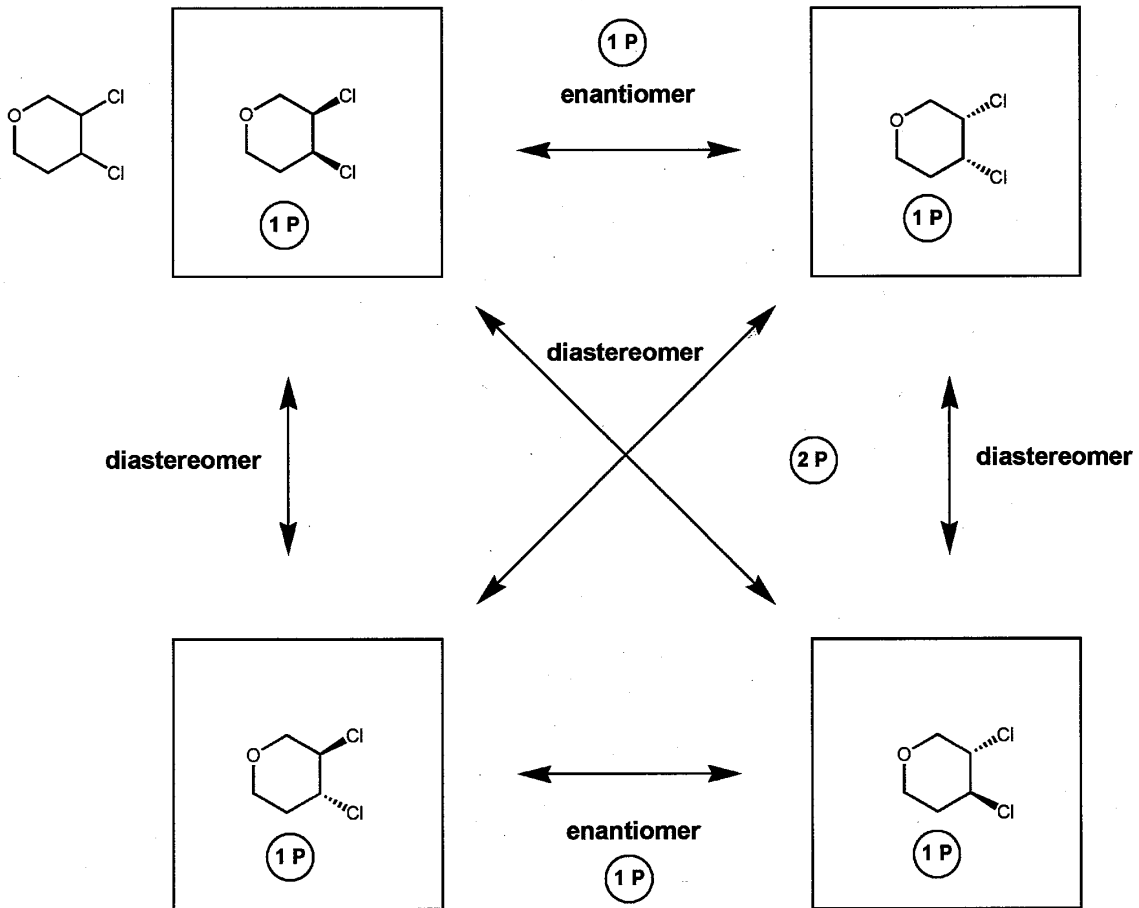 1 P
enantiomer
O
Cl
Cl
O
Cl
Cl
1 P
O
Cl
Cl
1 P
diastereomer
diastereomer
2 P
diastereomer
O
Cl
Cl
1 P
enantiomer
1 P
O
Cl
Cl
1 P